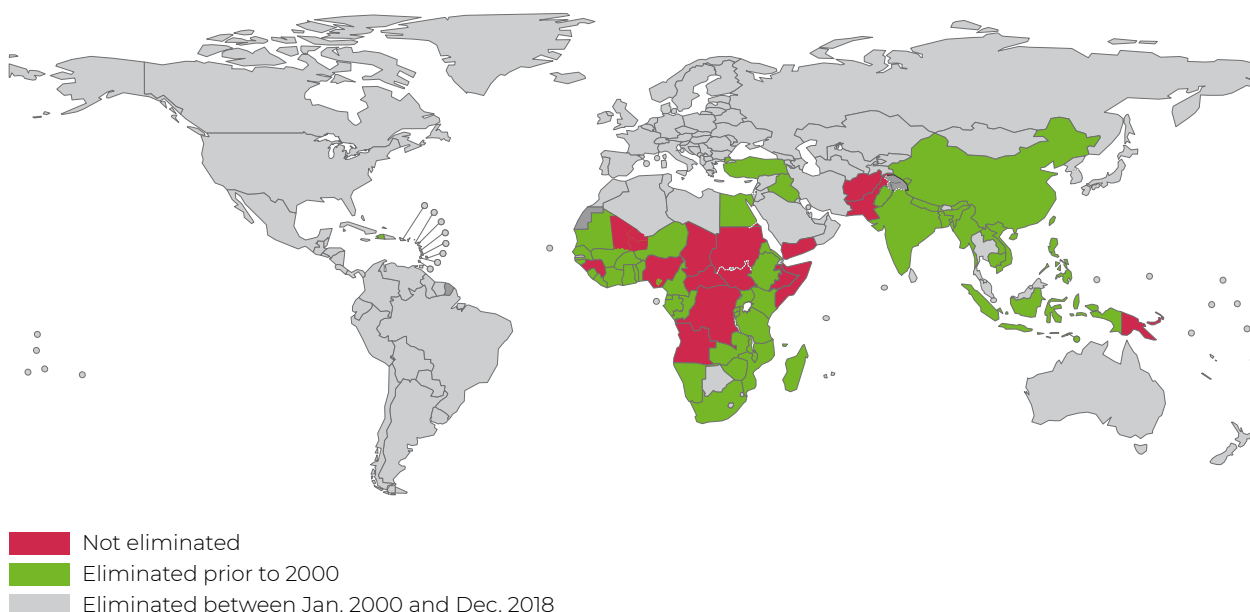 Not eliminated
Eliminated prior to 2000
Eliminated between Jan. 2000 and Dec. 2018